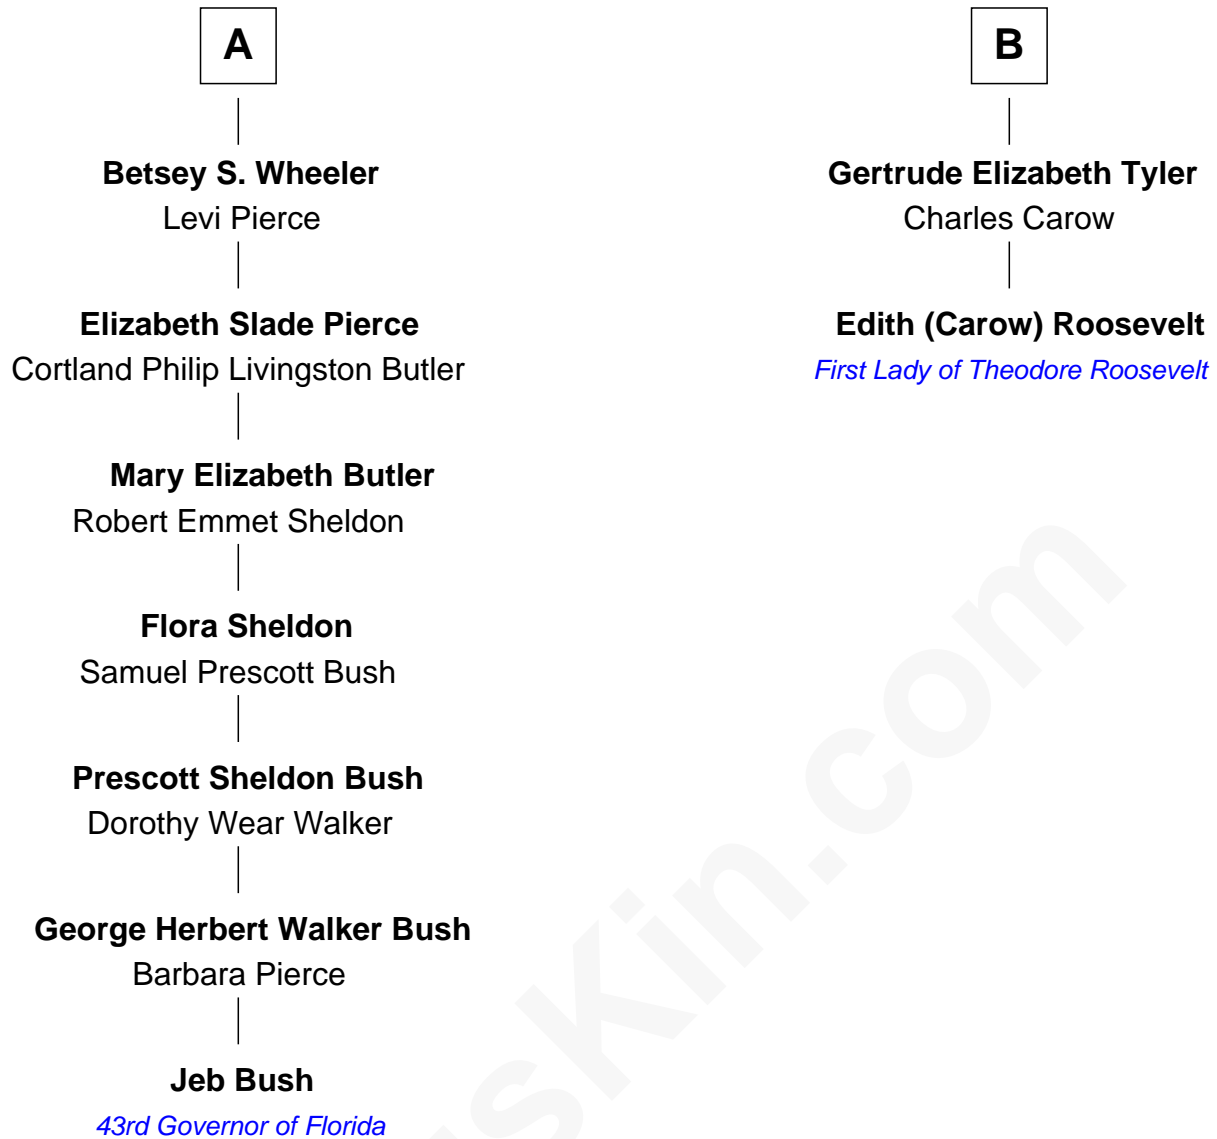 A
Betsey S. Wheeler
Levi Pierce
Elizabeth Slade Pierce
Cortland Philip Livingston Butler
Mary Elizabeth Butler
Robert Emmet Sheldon
Flora Sheldon
Samuel Prescott Bush
Prescott Sheldon Bush
Dorothy Wear Walker
George Herbert Walker Bush
Barbara Pierce
Jeb Bush
43rd Governor of Florida
B
Gertrude Elizabeth Tyler
Charles Carow
Edith (Carow) Roosevelt
First Lady of Theodore Roosevelt
sKin.com